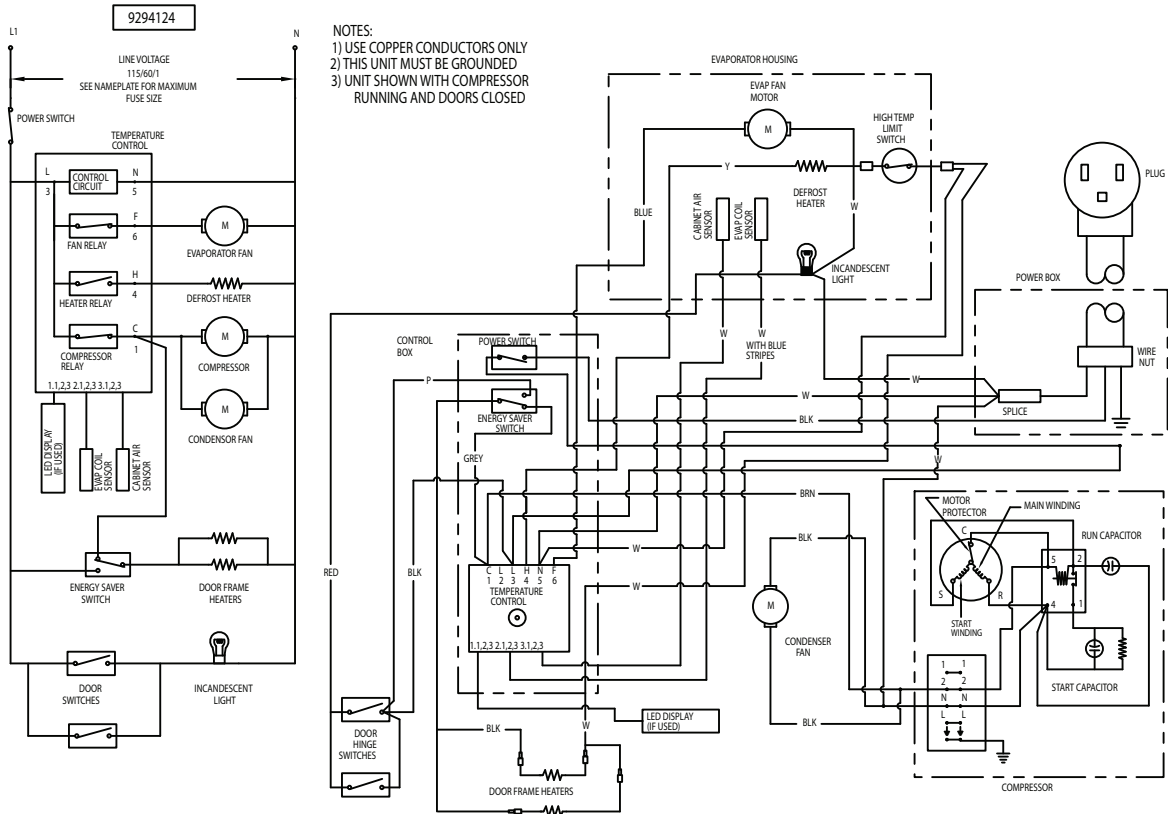 9294124
L1
N
LINE VOLTAGE
115/60/1
SEE NAMEPLATE FOR MAXIMUM
FUSE SIZE
POWER SWITCH
TEMPERATURE
CONTROL
L
3
CONTROL
CIRCUIT
N
5
FAN RELAY
F
6
M
EVAPORATOR FAN
HEATER RELAY
H
4
DEFROST HEATER
COMPRESSOR
RELAY
C
1
M
COMPRESSOR
1.1,2,3 2.1,2,3 3.1,2,3
M
CONDENSOR FAN
LED DISPLAY
(IF USED)
EVAP COIL
SENSOR
CABINET AIR
SENSOR
ENERGY SAVER
SWITCH
DOOR FRAME
HEATERS
DOOR
SWITCHES
INCANDESCENT
LIGHT
NOTES:
1) USE COPPER CONDUCTORS ONLY
2) THIS UNIT MUST BE GROUNDED
3) UNIT SHOWN WITH COMPRESSOR
RUNNING AND DOORS CLOSED
EVAPORATOR HOUSING
EVAP FAN
MOTOR
M
HIGH TEMP
LIMIT
SWITCH
Y
DEFROST
HEATER
BLUE
CABINET AIR
SENSOR
EVAP COIL
SENSOR
W
INCANDESCENT
LIGHT
W
W
WITH BLUE
STRIPES
PLUG
POWER BOX
WIRE
NUT
SPLICE
W
W
BLK
W
CONTROL
BOX
POWER SWITCH
P
ENERGY SAVER
SWITCH
GREY
BRN
W
W
RED
BLK
C L L H N F
1 2 3 4 5 6
TEMPERATURE
CONTROL
1.1,2,3 2.1,2,3 3.1,2,3
BLK
M
CONDENSER
FAN
BLK
LED DISPLAY
(IF USED)
DOOR
HINGE
SWITCHES
BLK
W
DOOR FRAME HEATERS
MOTOR
PROTECTOR
MAIN WINDING
C
S
R
START
WINDING
RUN CAPACITOR
5
2
4
1
START CAPACITOR
1 1
2 2
N N
L L
COMPRESSOR